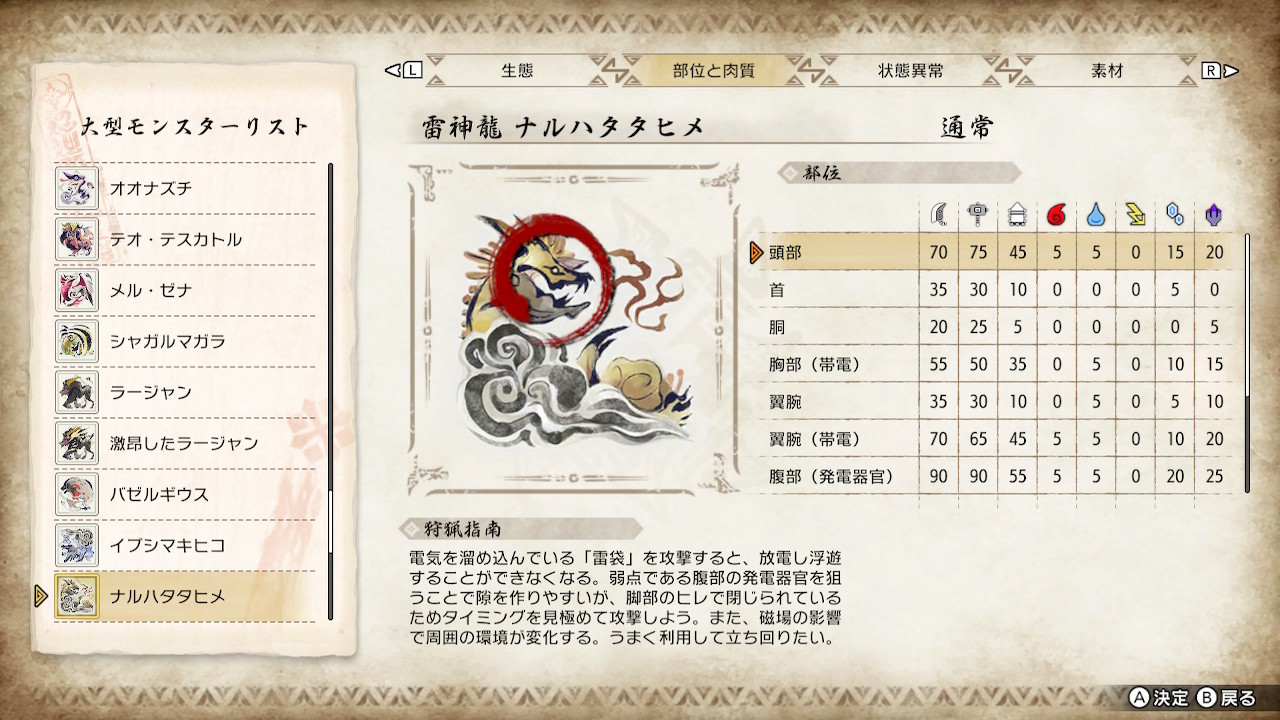 L 生態 部位と肉質 状態異常 素材 R
大型モンスターリスト
オオナズチ
テオ・テスカトル
メル・ゼナ
シャガルマガラ
ラージャン
激昂したラージャン
バゼルギウス
イブシマキヒコ
ナルハタタヒメ
雷神龍 ナルハタタヒメ 通常
部位
頭部 70 75 45 5 5 0 15 20
首 35 30 10 0 0 0 5 0
胴 20 25 5 0 0 0 0 5
胸部（帯電） 55 50 35 0 5 0 10 15
翼腕 35 30 10 0 5 0 5 10
翼腕（帯電） 70 65 45 5 5 0 10 20
腹部（発電器官） 90 90 55 5 5 0 20 25
狩猟指南
電気を溜め込んでいる「雷袋」を攻撃すると、放電し浮遊
することができなくなる。弱点である腹部の発電器官を狙
うことで隙を作りやすいが、脚部のヒレで閉じられている
ためタイミングを見極めて攻撃しよう。また、磁場の影響
で周囲の環境が変化する。うまく利用して立ち回りたい。
A 決定 B 戻る